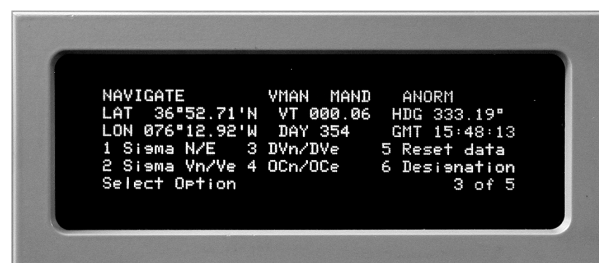 NAVIGATE VMAN MAND ANORM
LAT 36°52.71'N VT 000.06 HDG 333.19°
LON 076°12.92'W DAY 354 GMT 15:48:13
1 Sigma N/E 3 DVn/DVe 5 Reset data
2 Sigma Vn/Ve 4 OCn/OCe 6 Designation
Select Option 3 of 5